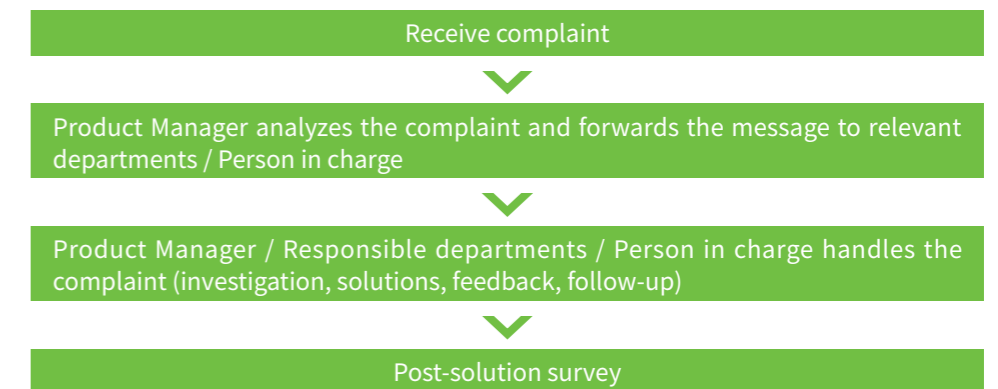 Receive complaint
Product Manager analyzes the complaint and forwards the message to relevant
departments / Person in charge
Product Manager / Responsible departments / Person in charge handles the
complaint (investigation, solutions, feedback, follow-up)
Post-solution survey